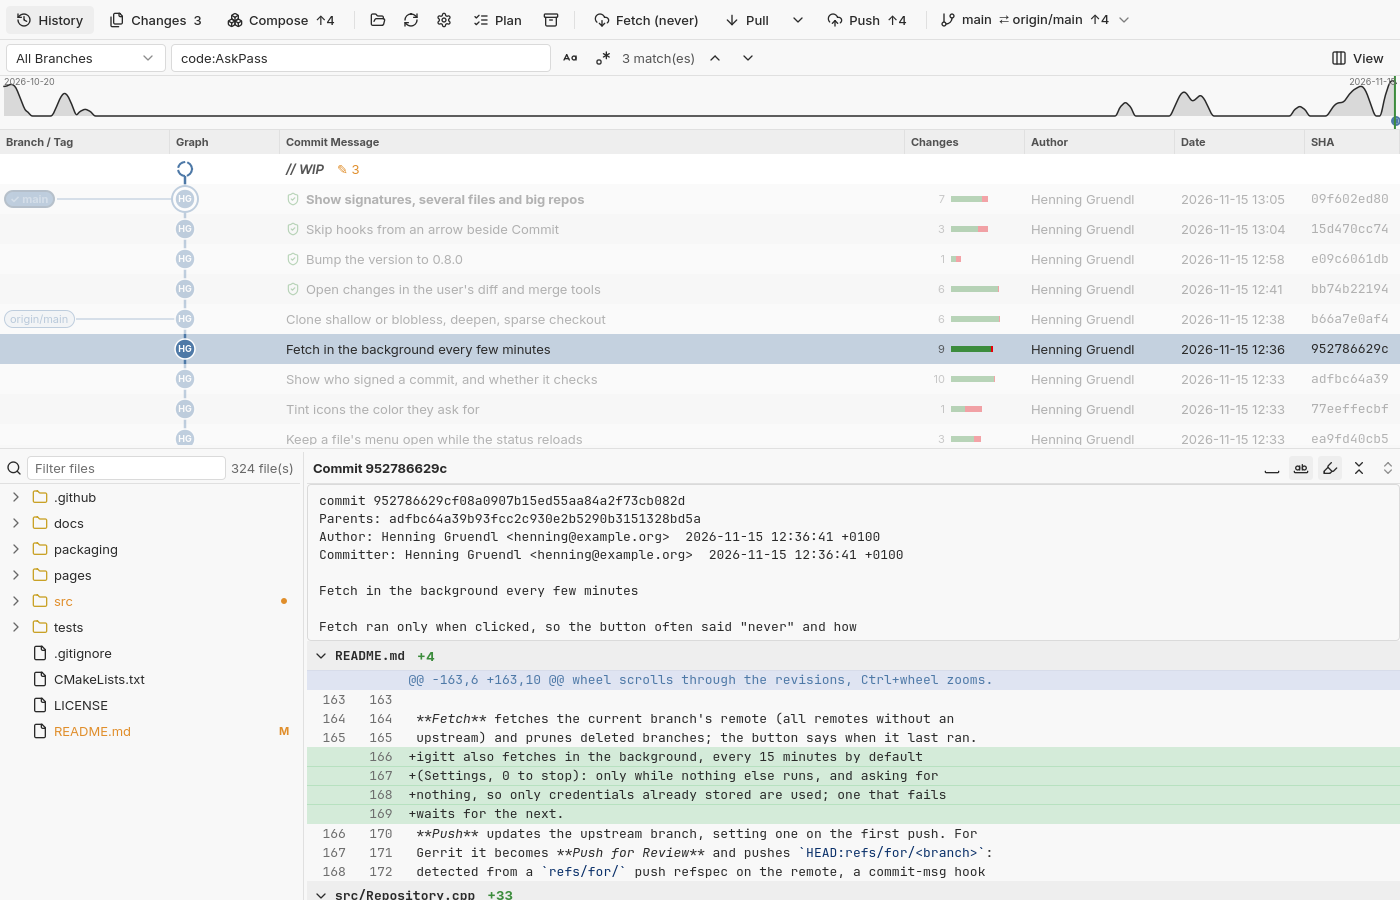 History Changes 3 Compose ↑4 Plan Fetch (never) Pull Push ↑4 main ⇄ origin/main ↑4
All Branches code:AskPass Aa .* 3 match(es) View
2026-10-20
Branch / Tag Graph Commit Message Changes Author Date SHA
// WIP ✎ 3
✓ main HG Show signatures, several files and big repos 7 Henning Gruendl 2026-11-15 13:05 09f602ed80
HG Skip hooks from an arrow beside Commit 3 Henning Gruendl 2026-11-15 13:04 15d470cc74
HG Bump the version to 0.8.0 1 Henning Gruendl 2026-11-15 12:58 e09c6061db
HG Open changes in the user's diff and merge tools 6 Henning Gruendl 2026-11-15 12:41 bb74b22194
origin/main HG Clone shallow or blobless, deepen, sparse checkout 6 Henning Gruendl 2026-11-15 12:38 b66a7e0af4
HG Fetch in the background every few minutes 9 Henning Gruendl 2026-11-15 12:36 952786629c
HG Show who signed a commit, and whether it checks 10 Henning Gruendl 2026-11-15 12:33 adfbc64a39
HG Tint icons the color they ask for 1 Henning Gruendl 2026-11-15 12:33 77eeffecbf
HG Keep a file's menu open while the status reloads 3 Henning Gruendl 2026-11-15 12:33 ea9fd40cb5
Filter files 324 file(s)
.github
docs
packaging
pages
src
tests
.gitignore
CMakeLists.txt
LICENSE
README.md M
Commit 952786629c ab
commit 952786629cf08a0907b15ed55aa84a2f73cb082d
Parents: adfbc64a39b93fcc2c930e2b5290b3151328bd5a
Author: Henning Gruendl <henning@example.org>  2026-11-15 12:36:41 +0100
Committer: Henning Gruendl <henning@example.org>  2026-11-15 12:36:41 +0100
Fetch in the background every few minutes
Fetch ran only when clicked, so the button often said "never" and how
README.md +4
@@ -163,6 +163,10 @@ wheel scrolls through the revisions, Ctrl+wheel zooms.
163 163
164 164 **Fetch** fetches the current branch's remote (all remotes without an
165 165 upstream) and prunes deleted branches; the button says when it last ran.
166 +igitt also fetches in the background, every 15 minutes by default
167 +(Settings, 0 to stop): only while nothing else runs, and asking for
168 +nothing, so only credentials already stored are used; one that fails
169 +waits for the next.
166 170 **Push** updates the upstream branch, setting one on the first push. For
167 171 Gerrit it becomes **Push for Review** and pushes `HEAD:refs/for/<branch>`:
168 172 detected from a `refs/for/` push refspec on the remote, a commit-msg hook
src/Repository.cpp +33